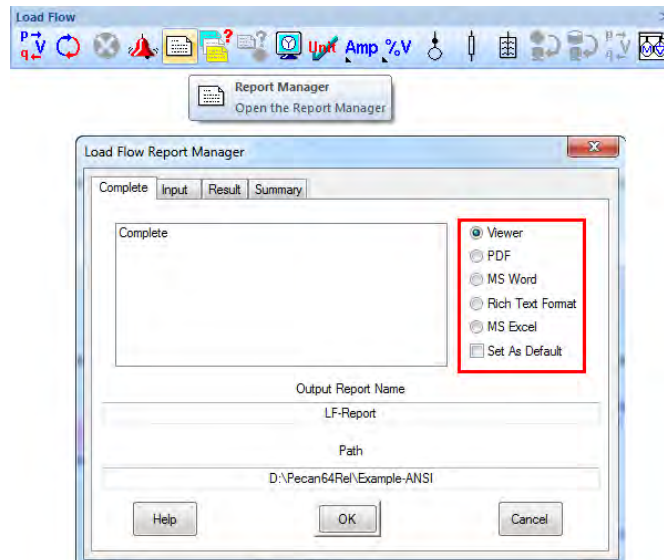 Load Flow
P V q
? ? Unit Amp %V P V q M
Report Manager
Open the Report Manager
Load Flow Report Manager
Complete Input Result Summary
Complete
Viewer
PDF
MS Word
Rich Text Format
MS Excel
Set As Default
Output Report Name
LF-Report
Path
D:\Pecan64Rel\Example-ANSI
Help OK Cancel